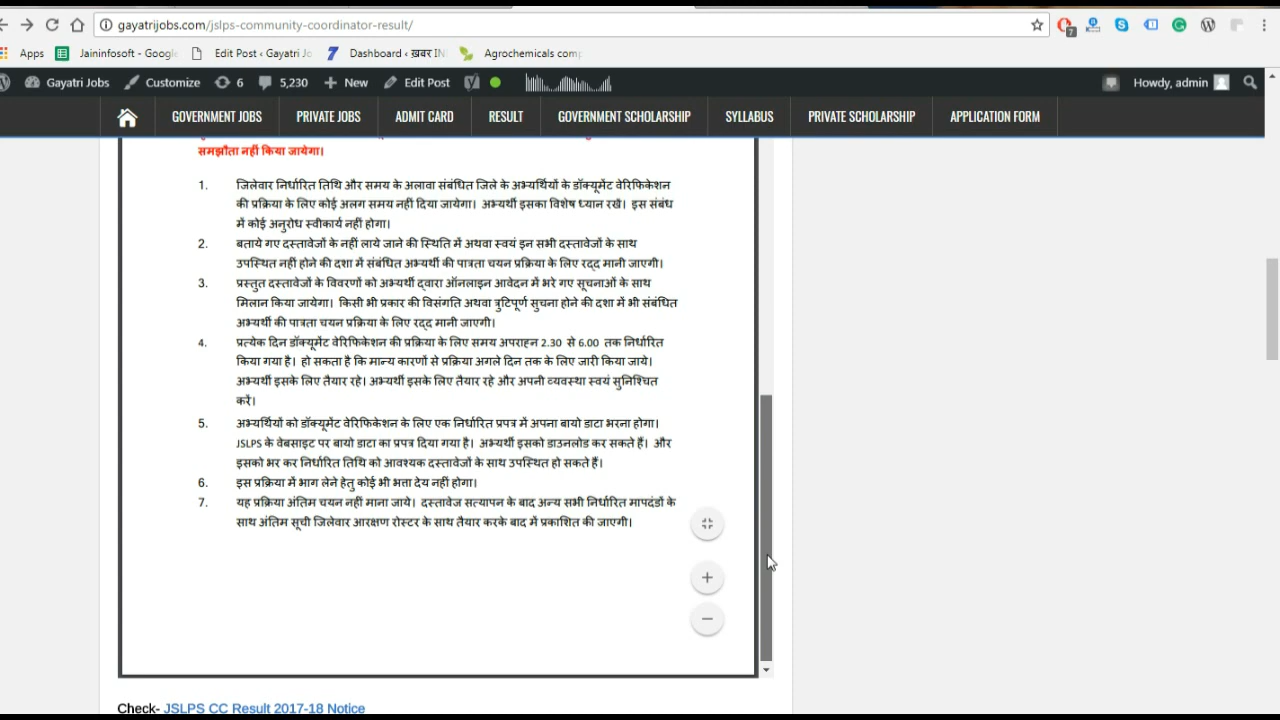 gayatrijobs.com/jslps-community-coordinator-result/
7
Apps Jaininfosoft - Google Edit Post ‹ Gayatri Jo Dashboard ‹ ख़बर IN Agrochemicals com
Gayatri Jobs Customize 6 5,230 New Edit Post Howdy, admin
GOVERNMENT JOBS PRIVATE JOBS ADMIT CARD RESULT GOVERNMENT SCHOLARSHIP SYLLABUS PRIVATE SCHOLARSHIP APPLICATION FORM
समझौता नहीं किया जायेगा।
1. जिलेवार निर्धारित तिथि और समय के अलावा संबंधित जिले के अभ्यर्थियों के डॉक्यूमेंट वेरिफिकेशन
की प्रक्रिया के लिए कोई अलग समय नहीं दिया जायेगा। अभ्यर्थी इसका विशेष ध्यान रखें। इस संबंध
में कोई अनुरोध स्वीकार्य नहीं होगा।
2. बताये गए दस्तावेजों के नहीं लाये जाने की स्थिति में अथवा स्वयं इन सभी दस्तावेजों के साथ
उपस्थित नहीं होने की दशा में संबंधित अभ्यर्थी की पात्रता चयन प्रक्रिया के लिए रद्द मानी जाएगी।
3. प्रस्तुत दस्तावेजों के विवरणों को अभ्यर्थी द्वारा ऑनलाइन आवेदन में भरे गए सूचनाओं के साथ
मिलान किया जायेगा। किसी भी प्रकार की विसंगति अथवा त्रुटिपूर्ण सुचना होने की दशा में भी संबंधित
अभ्यर्थी की पात्रता चयन प्रक्रिया के लिए रद्द मानी जाएगी।
4. प्रत्येक दिन डॉक्यूमेंट वेरिफिकेशन की प्रक्रिया के लिए समय अपराहन 2.30 से 6.00 तक निर्धारित
किया गया है। हो सकता है कि मान्य कारणों से प्रक्रिया अगले दिन तक के लिए जारी किया जाये।
अभ्यर्थी इसके लिए तैयार रहे। अभ्यर्थी इसके लिए तैयार रहे और अपनी व्यवस्था स्वयं सुनिश्चित
करें।
5. अभ्यर्थियों को डॉक्यूमेंट वेरिफिकेशन के लिए एक निर्धारित प्रपत्र में अपना बायो डाटा भरना होगा।
JSLPS के वेबसाइट पर बायो डाटा का प्रपत्र दिया गया है। अभ्यर्थी इसको डाउनलोड कर सकते हैं। और
इसको भर कर निर्धारित तिथि को आवश्यक दस्तावेजों के साथ उपस्थित हो सकते हैं।
6. इस प्रक्रिया में भाग लेने हेतु कोई भी भत्ता देय नहीं होगा।
7. यह प्रक्रिया अंतिम चयन नहीं माना जाये। दस्तावेज सत्यापन के बाद अन्य सभी निर्धारित मापदंडों के
साथ अंतिम सूची जिलेवार आरक्षण रोस्टर के साथ तैयार करके बाद में प्रकाशित की जाएगी।
Check- JSLPS CC Result 2017-18 Notice